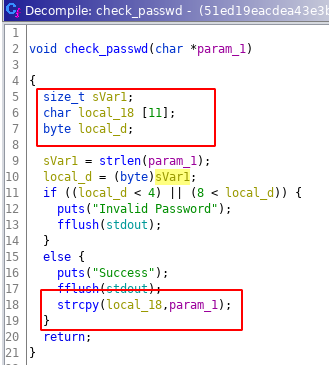 Decompile: check_passwd - (51ed19eacdea43e3b
1
2 void check_passwd(char *param_1)
3
4 {
5 size_t sVar1;
6 char local_18 [11];
7 byte local_d;
8
9 sVar1 = strlen(param_1);
10 local_d = (byte)sVar1;
11 if ((local_d < 4) || (8 < local_d)) {
12 puts("Invalid Password");
13 fflush(stdout);
14 }
15 else {
16 puts("Success");
17 fflush(stdout);
18 strcpy(local_18,param_1);
19 }
20 return;
21 }